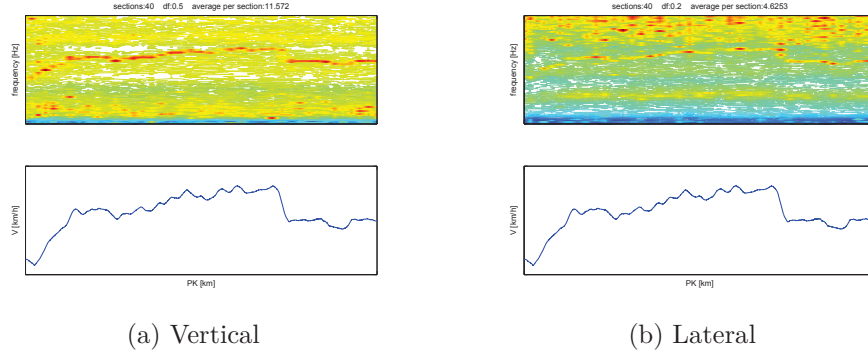 sections:40 df:0.5 average per section:11.572
frequency [Hz]
V [km/h]
PK [km]
(a) Vertical
sections:40 df:0.2 average per section:4.6253
frequency [Hz]
V [km/h]
PK [km]
(b) Lateral